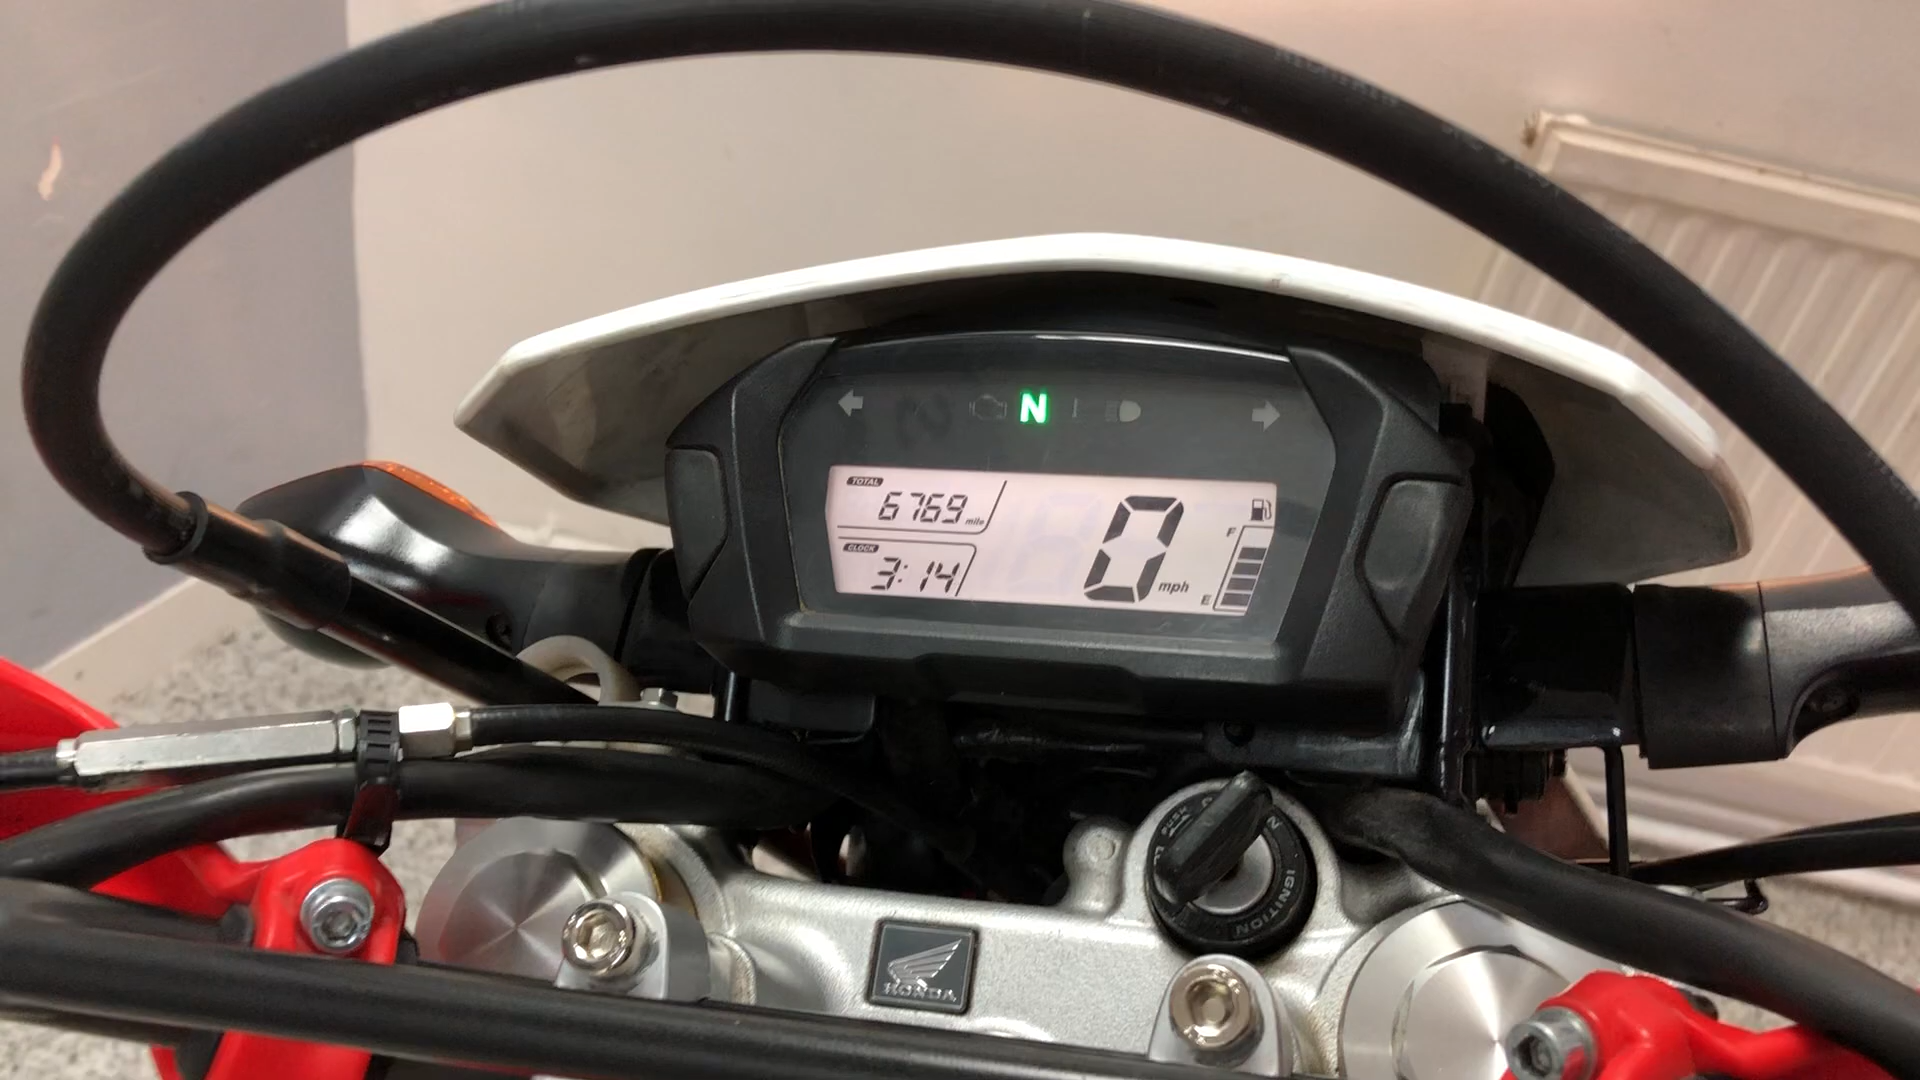 N
TOTAL
6769 mile
CLOCK
3:14
0 mph
F
E
PUSH
IGNITION
HONDA